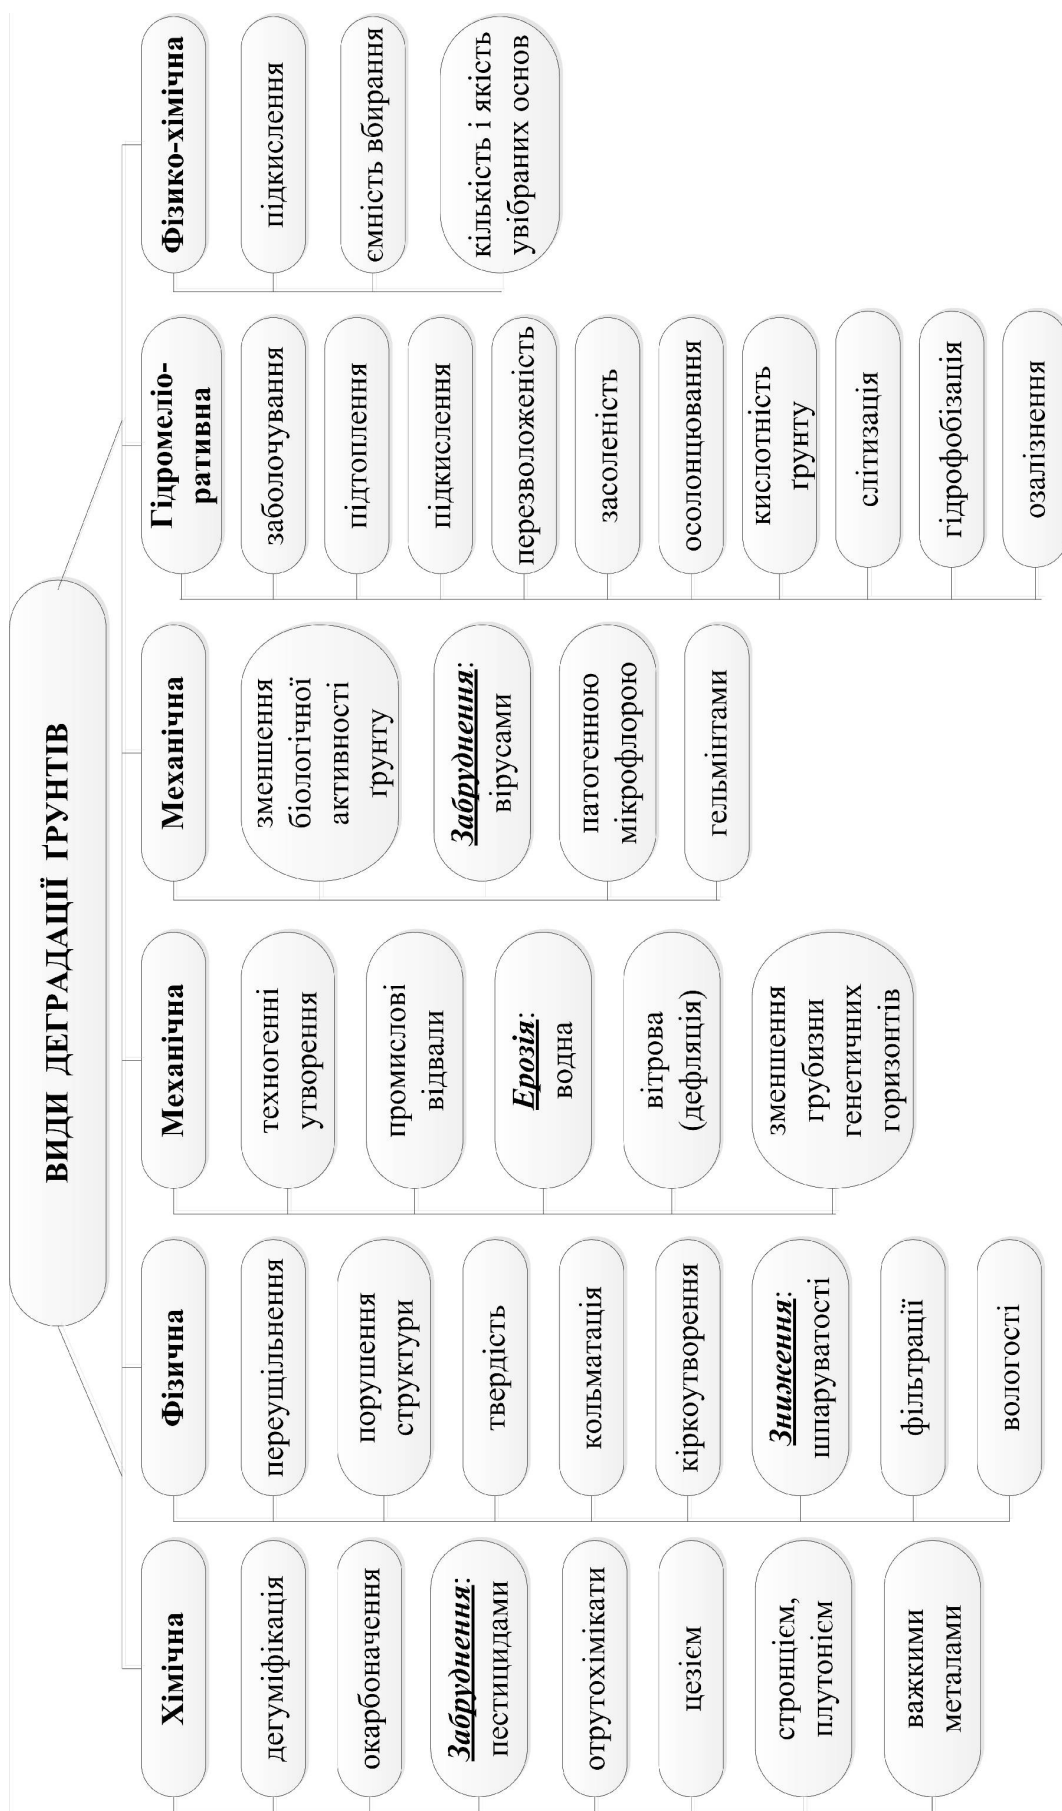 ВИДИ ДЕГРАДАЦІЇ ҐРУНТІВ
Хімічна
дегуміфікація
окарбоначення
Забруднення:
пестицидами
отрутохімікати
цезієм
стронцієм,
плутонієм
важкими
металами
Фізична
переущільнення
порушення
структури
твердість
кольматація
кіркоутворення
Зниження:
шпаруватості
фільтрації
вологості
Механічна
техногенні
утворення
промислові
відвали
Ерозія:
водна
вітрова
(дефляція)
зменшення
грубизни
генетичних
горизонтів
Механічна
зменшення
біологічної
активності
ґрунту
Забруднення:
вірусами
патогенною
мікрофлорою
гельмінтами
Гідромеліо-
ративна
заболочування
підтоплення
підкислення
перезволоженість
засоленість
осолонцювання
кислотність
ґрунту
слітизація
гідрофобізація
озалізнення
Фізико-хімічна
підкислення
ємність вбирання
кількість і якість
увібраних основ